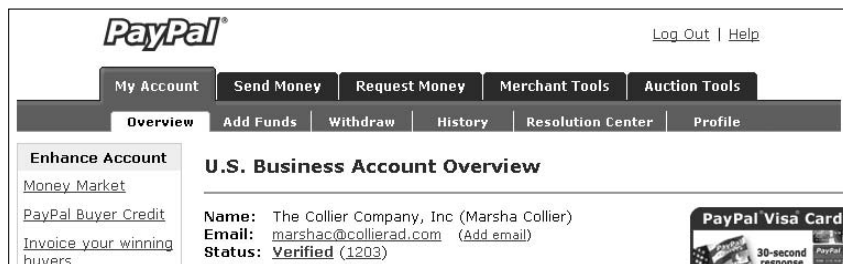 PayPal®
Log Out | Help
My Account Send Money Request Money Merchant Tools Auction Tools
Overview Add Funds Withdraw History Resolution Center Profile
Enhance Account
Money Market
PayPal Buyer Credit
Invoice your winning
buyers
U.S. Business Account Overview
Name: The Collier Company, Inc (Marsha Collier)
Email: marshac@collierad.com (Add email)
Status: Verified (1203)
PayPal Visa Card
30-second
response
PayPal